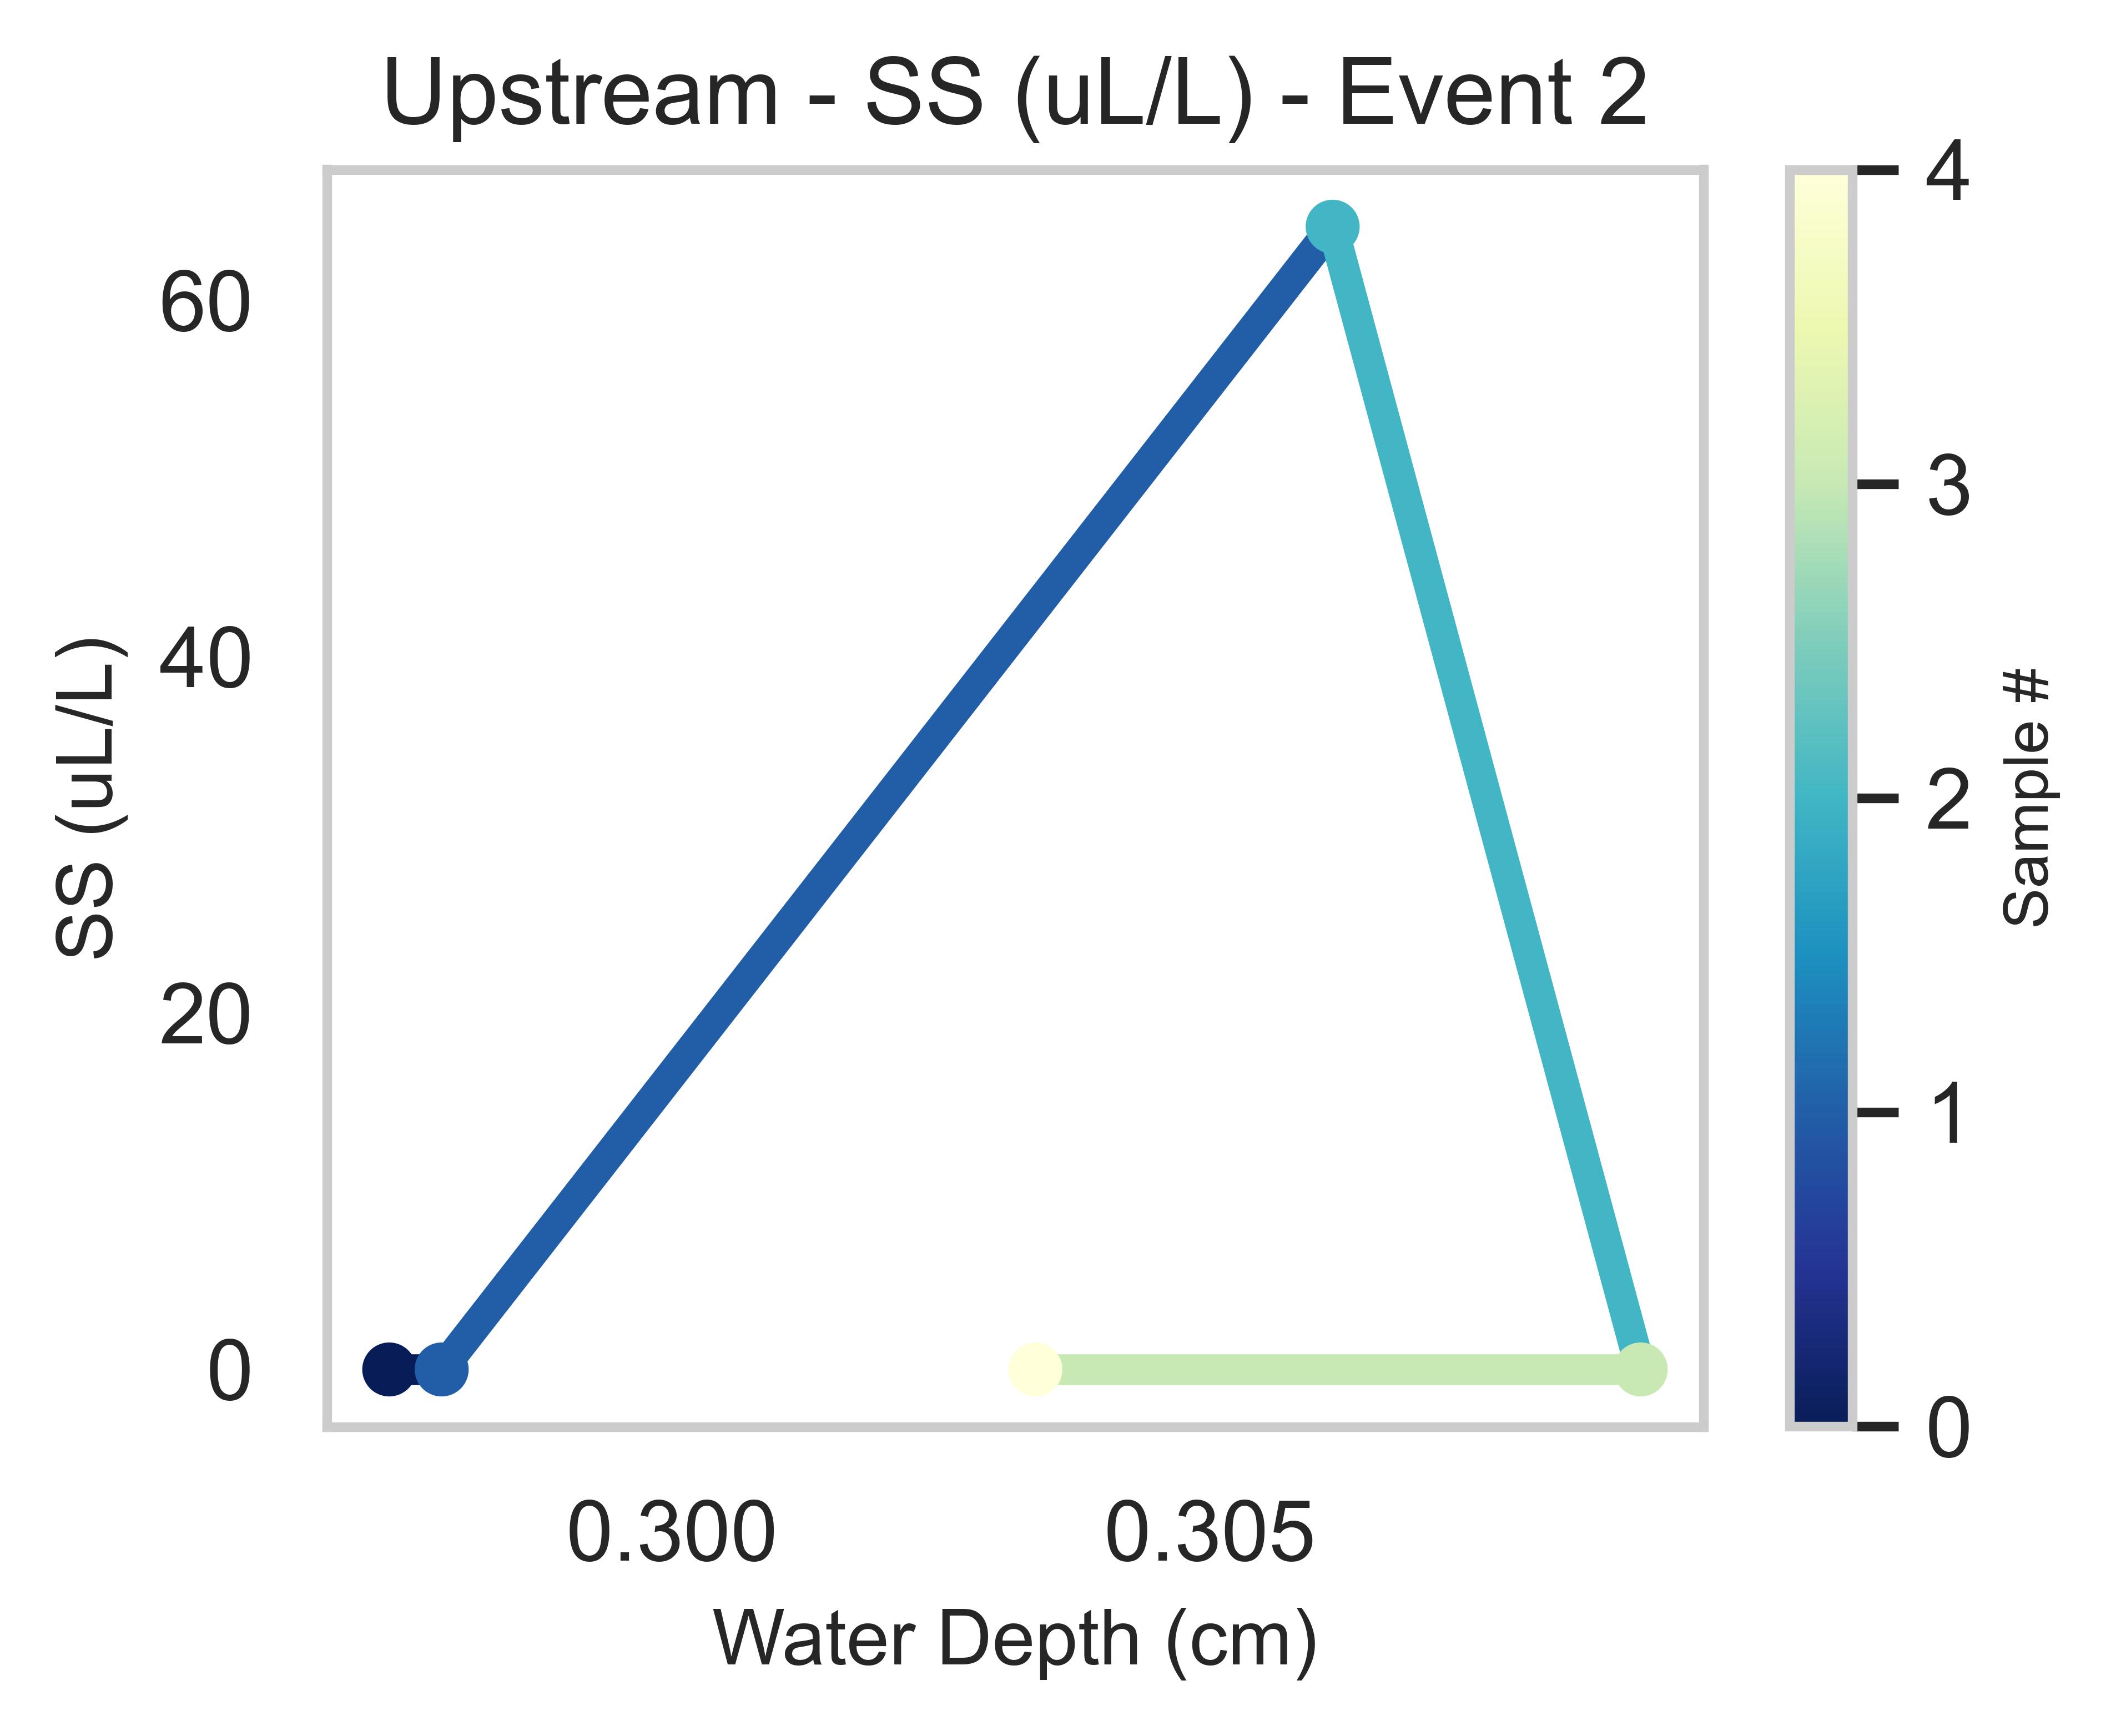 Upstream - SS (uL/L) - Event 2
SS (uL/L)
60
40
20
0
0.300
0.305
Water Depth (cm)
4
3
2
1
0
Sample #